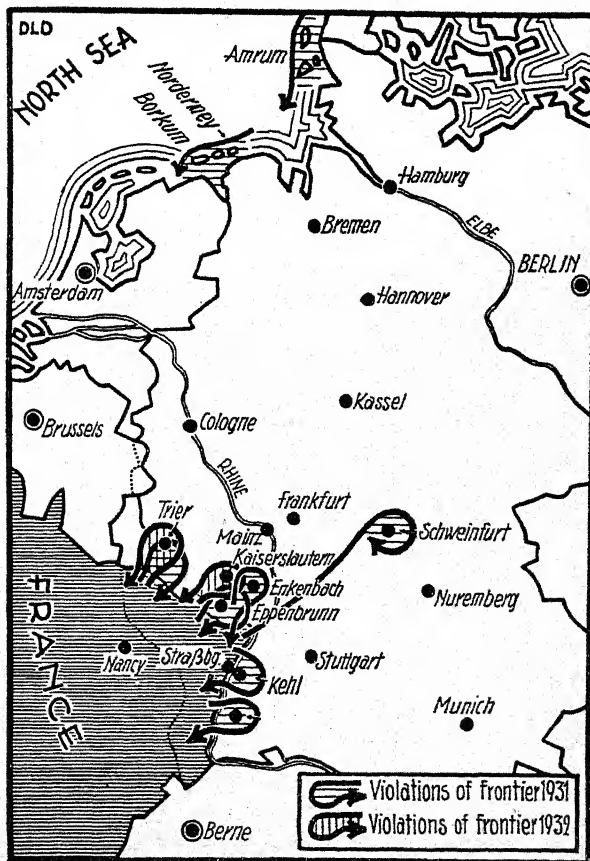 DLD
NORTH SEA
Amrum
Norderney
Borkum
Hamburg
Bremen
ELBE
BERLIN
Amsterdam
Hannover
Kassel
Brussels
Cologne
RHINE
Frankfurt
Trier
Mainz
Schweinfurt
Kaiserslautern
Enkenbach
Eppenbrunn
Nuremberg
FRANCE
Nancy
Straßbg.
Stuttgart
Kehl
Munich
Violations of frontier 1931
Violations of frontier 1932
Berne